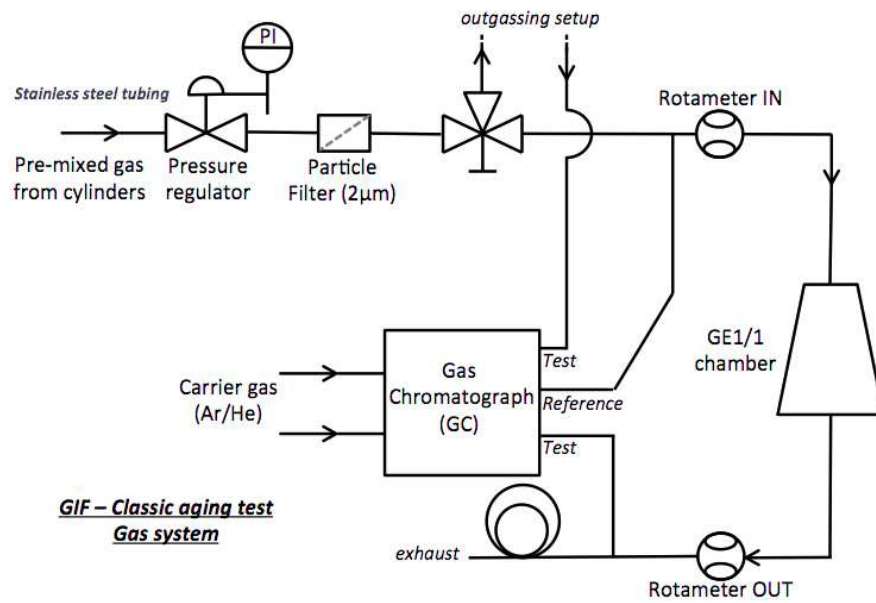 outgassing setup
PI
Stainless steel tubing
Rotameter IN
Pre-mixed gas
from cylinders
Pressure
regulator
Particle
Filter (2µm)
GE1/1
chamber
Carrier gas
(Ar/He)
Gas
Chromatograph
(GC)
Test
Reference
Test
GIF – Classic aging test
Gas system
exhaust
Rotameter OUT